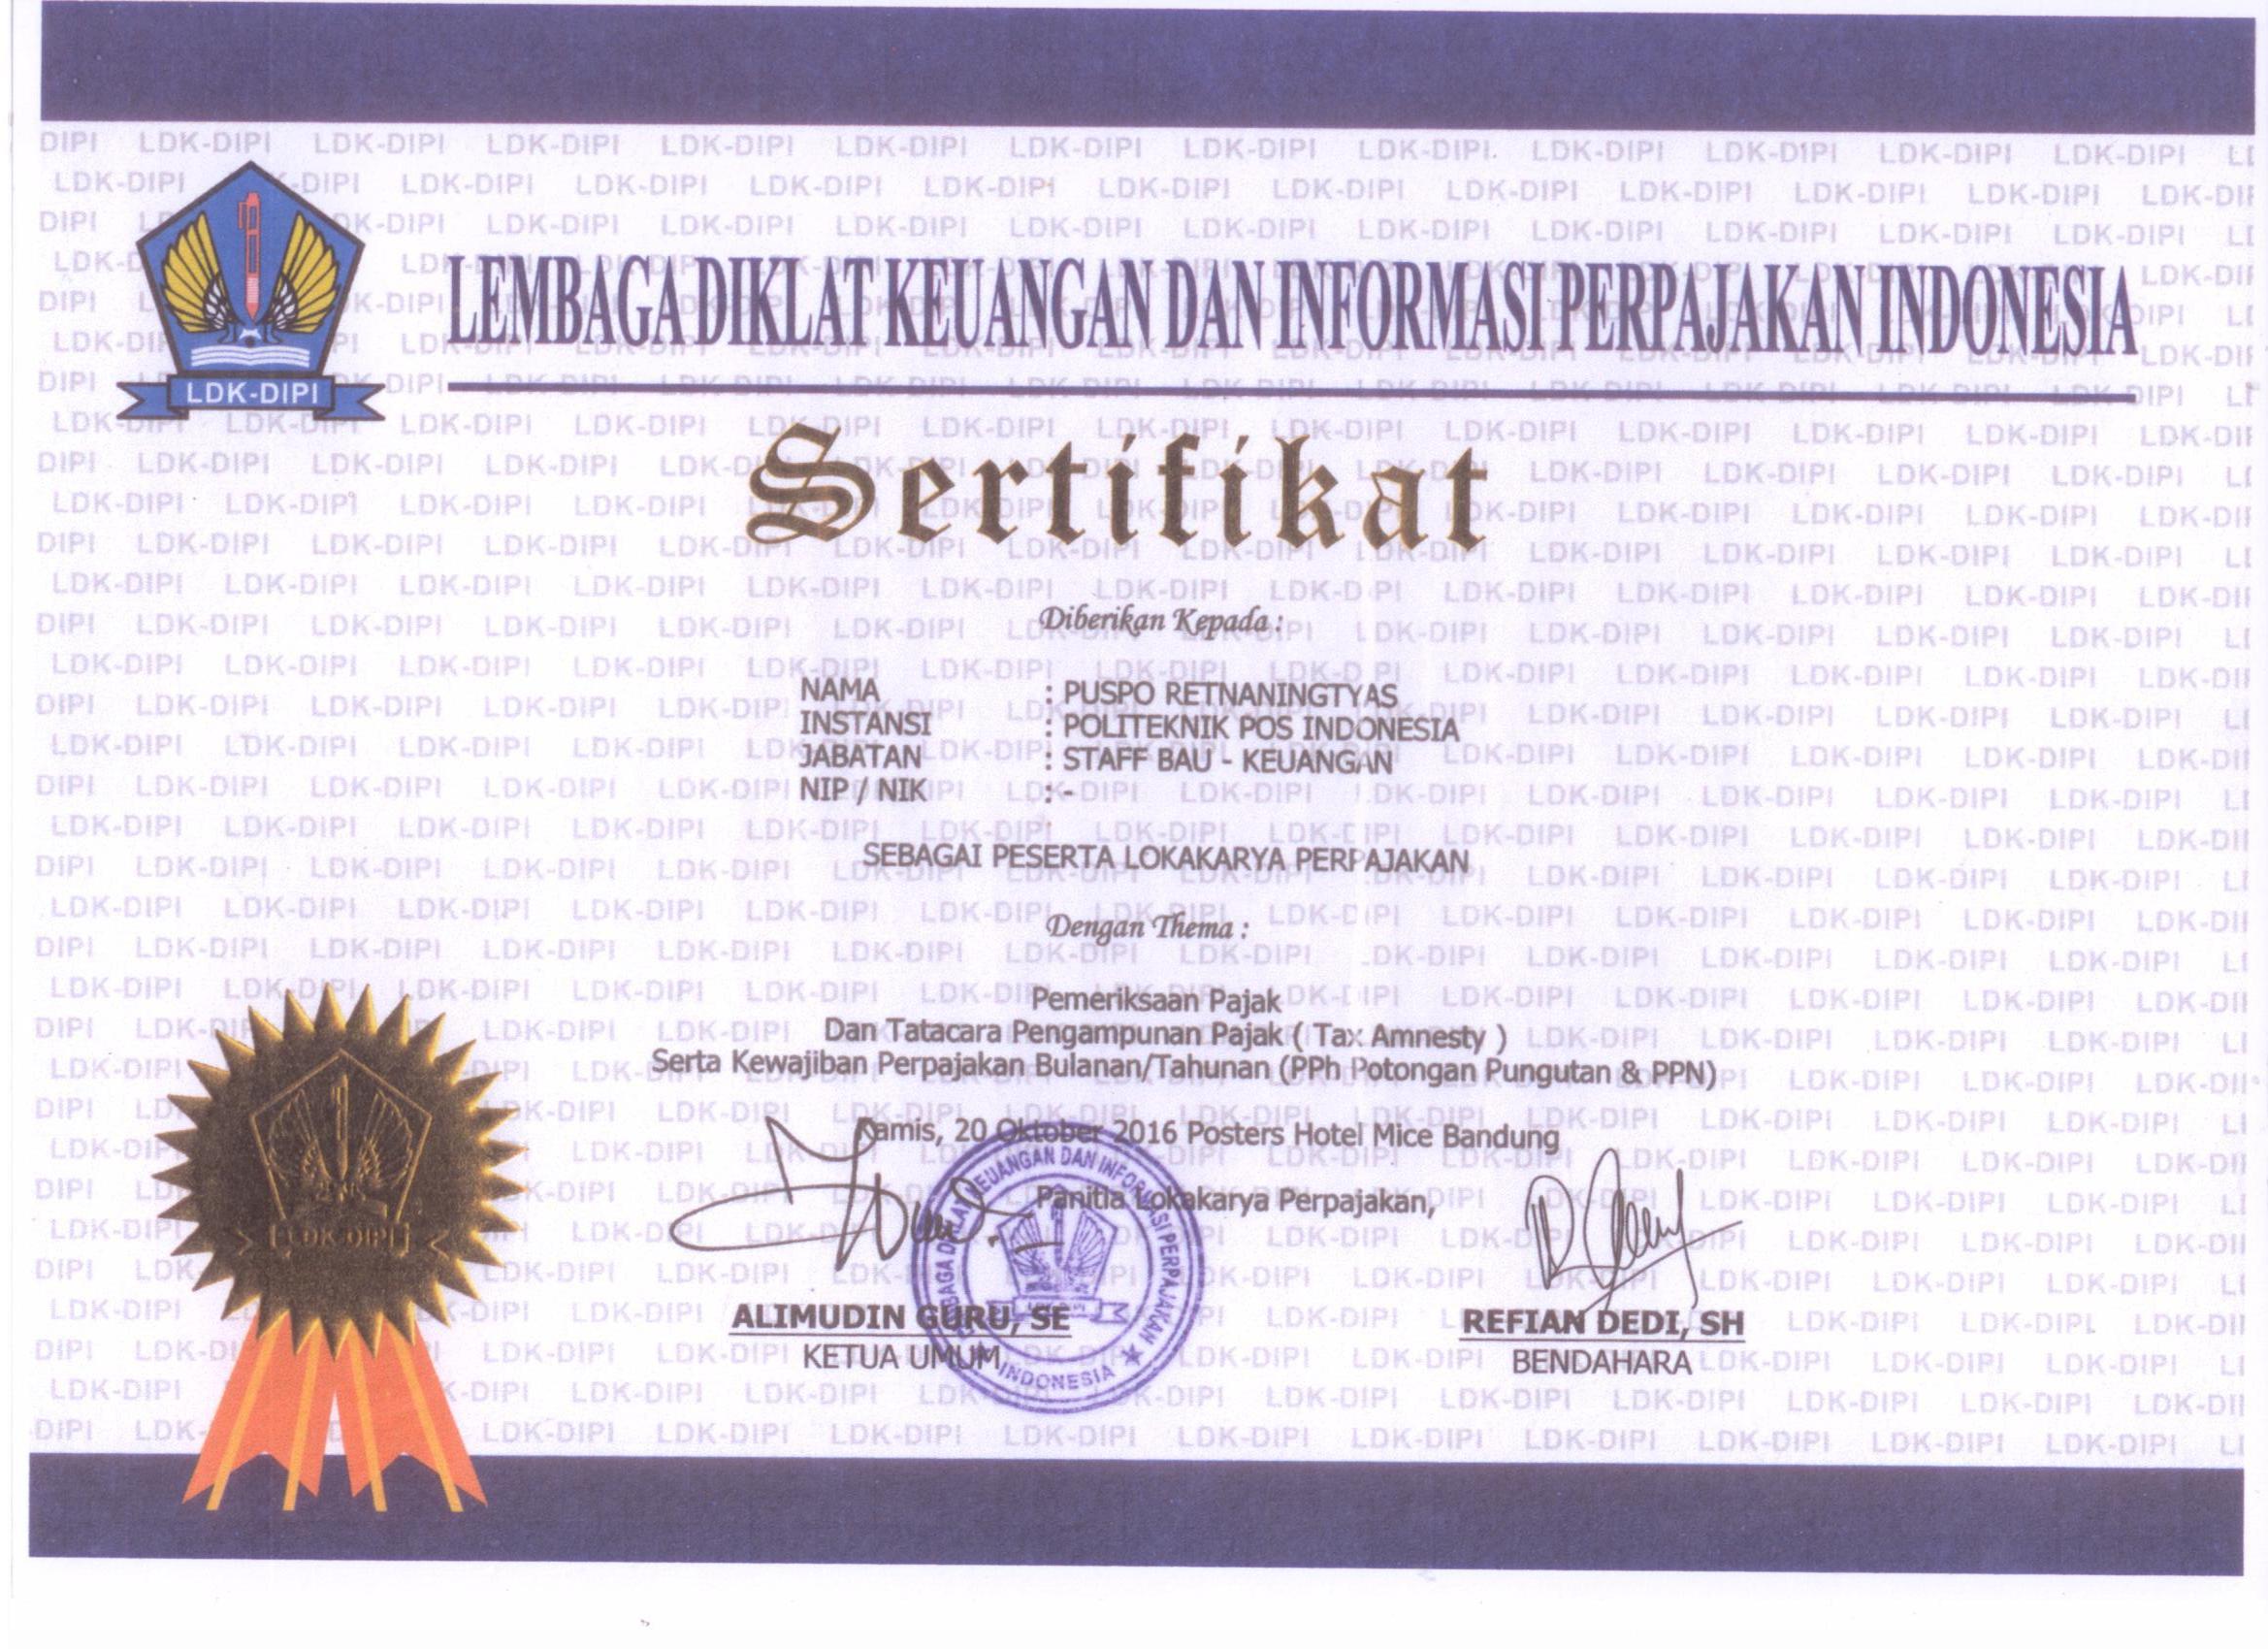 LEMBAGA DIKLAT KEUANGAN DAN INFORMASI PERPAJAKAN INDONESIA
LDK-DIPI
Sertifikat
Diberikan Kepada :
NAMA : PUSPO RETNANINGTYAS
INSTANSI : POLITEKNIK POS INDONESIA
JABATAN : STAFF BAU - KEUANGAN
NIP / NIK : -
SEBAGAI PESERTA LOKAKARYA PERPAJAKAN
Dengan Thema :
Pemeriksaan Pajak
Dan Tatacara Pengampunan Pajak ( Tax Amnesty )
Serta Kewajiban Perpajakan Bulanan/Tahunan (PPh Potongan Pungutan & PPN)
Kamis, 20 Oktober 2016 Posters Hotel Mice Bandung
Panitia Lokakarya Perpajakan,
LEMBAGA DIKLAT KEUANGAN DAN INFORMASI PERPAJAKAN
INDONESIA
LDK-DIPI
ALIMUDIN GURU, SE
KETUA UMUM
REFIAN DEDI, SH
BENDAHARA